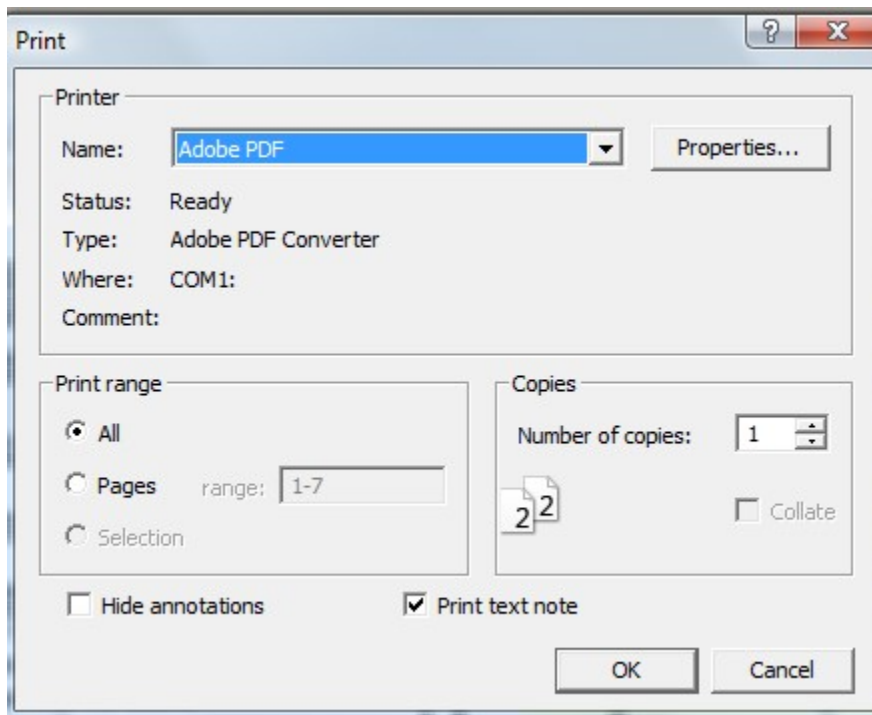 Print
Printer
Name: Adobe PDF Properties...
Status: Ready
Type: Adobe PDF Converter
Where: COM1:
Comment:
Print range
All
Pages range: 1-7
Selection
Copies
Number of copies: 1
2 2
Collate
Hide annotations Print text note
OK Cancel